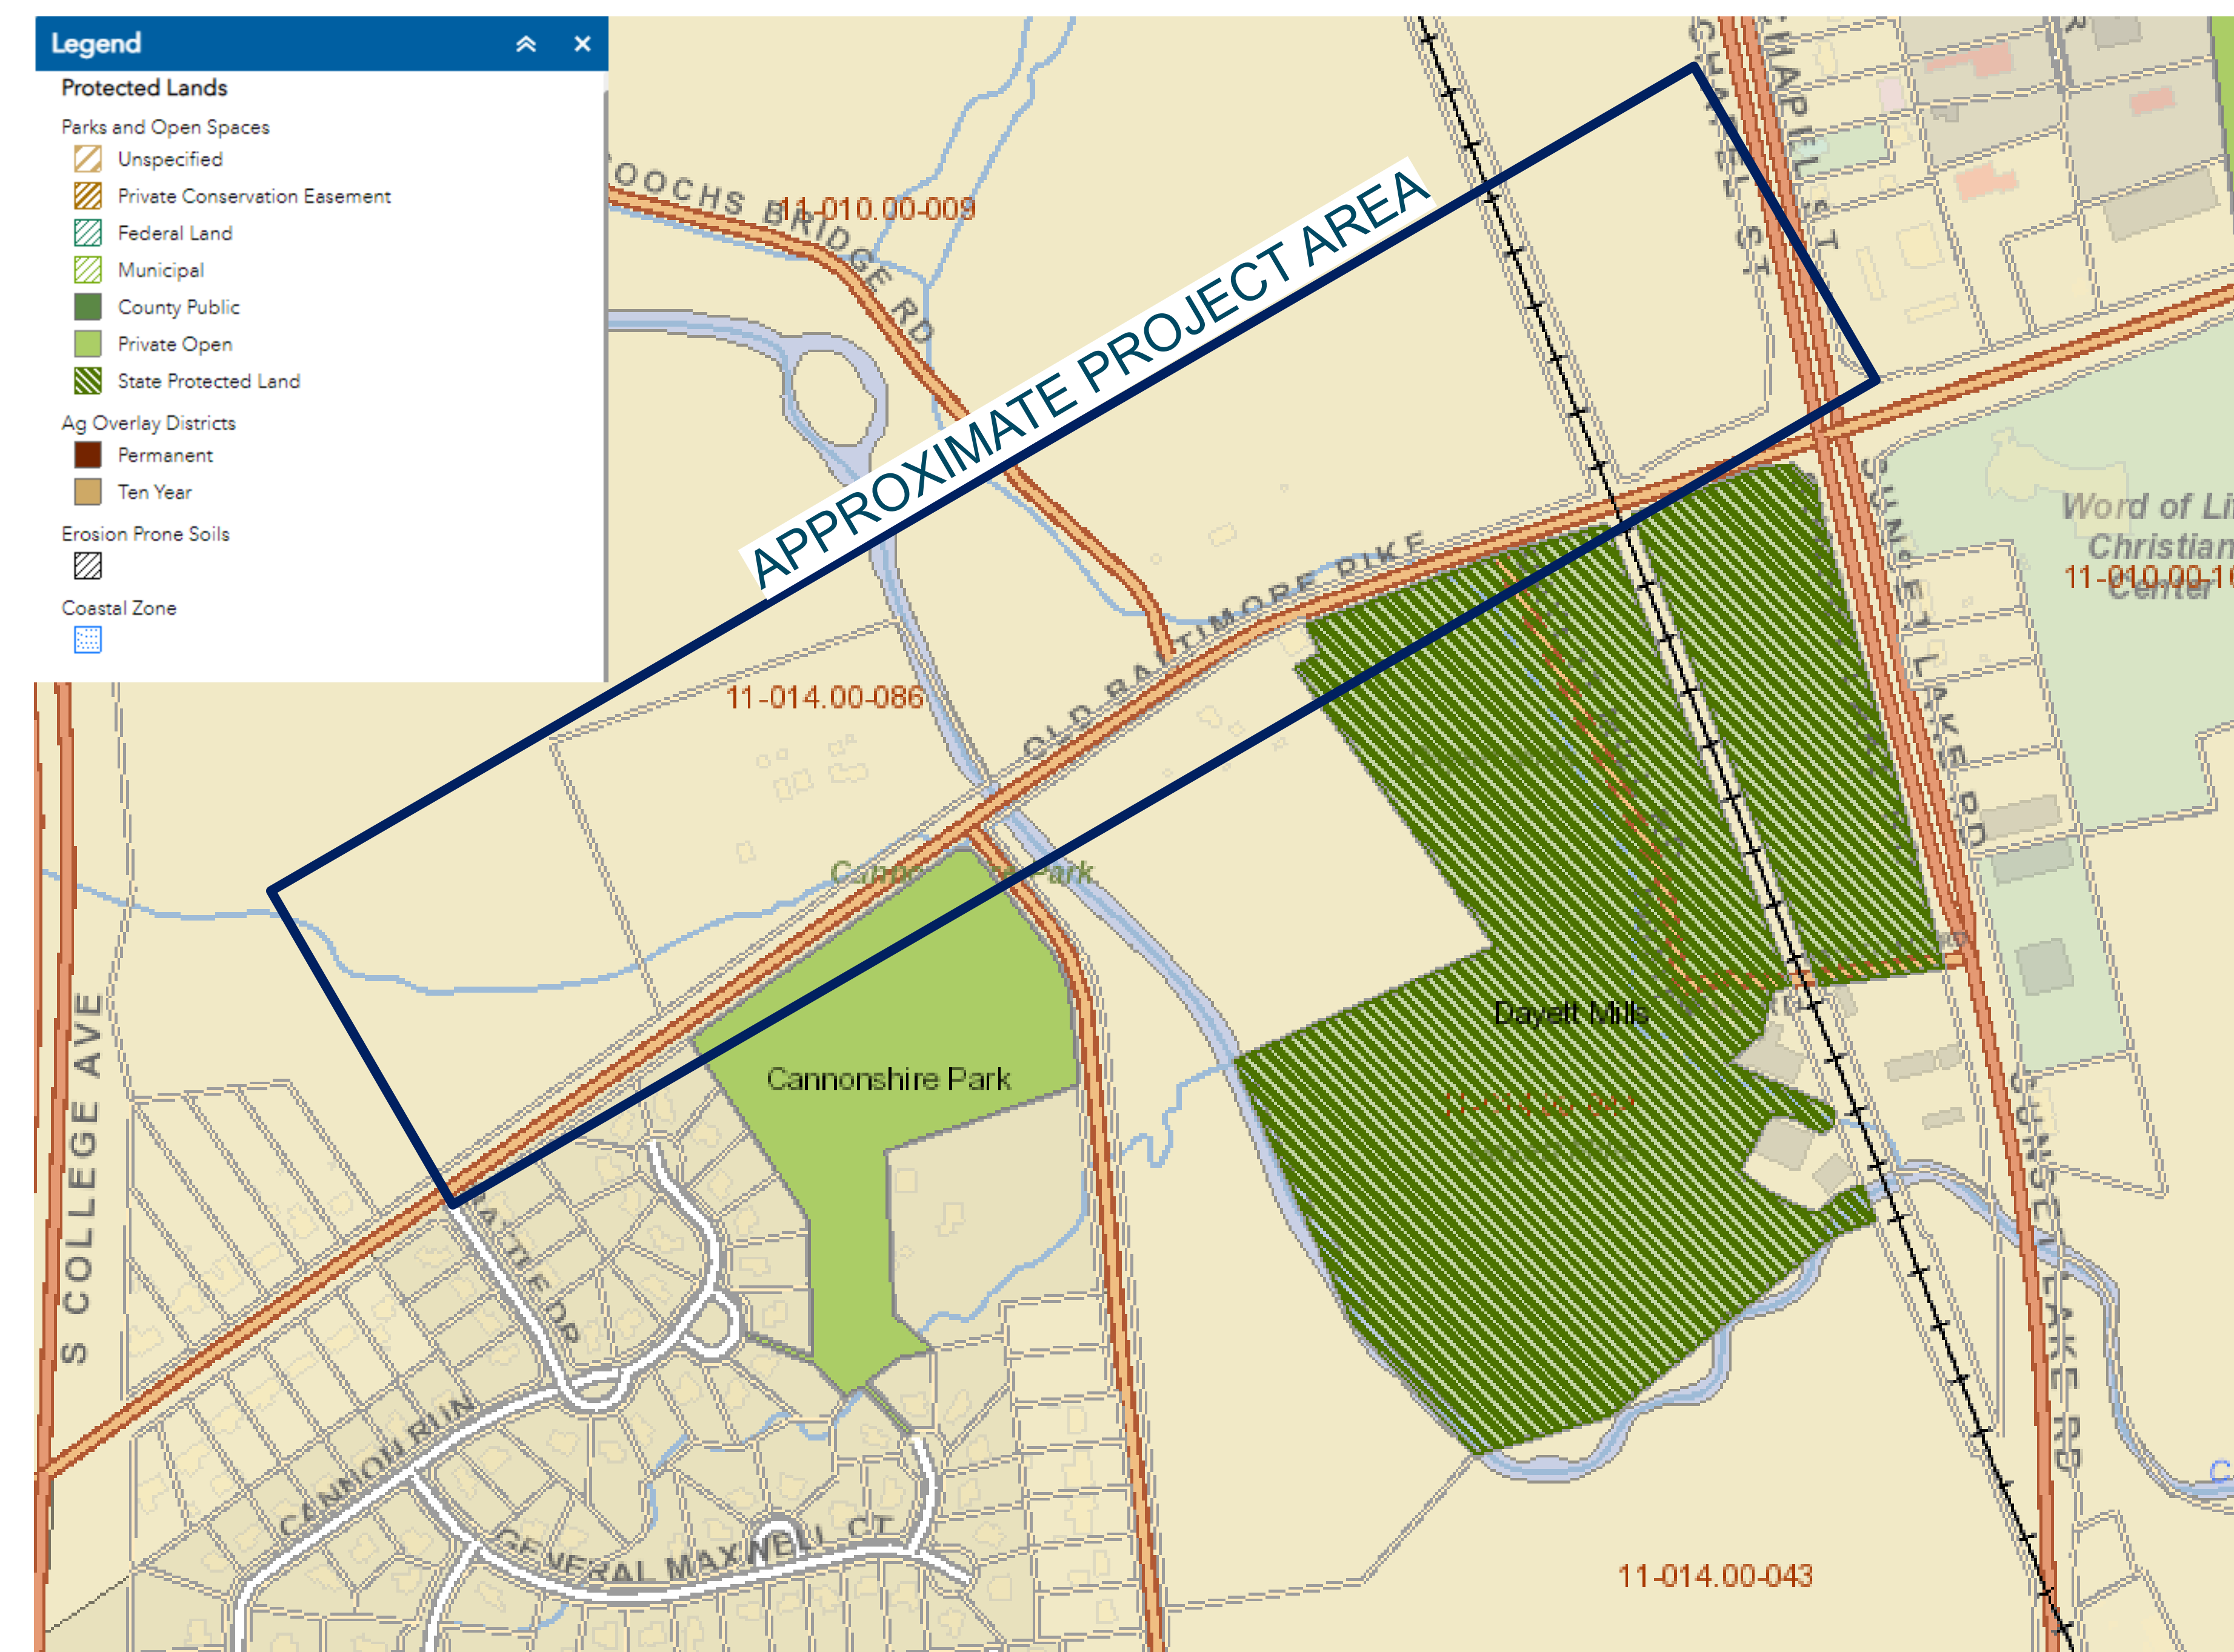 Legend
Protected Lands
Parks and Open Spaces
Unspecified
Private Conservation Easement
Federal Land
Municipal
County Public
Private Open
State Protected Land
Ag Overlay Districts
Permanent
Ten Year
Erosion Prone Soils
Coastal Zone
OOCHS BRIDGE RD
11-010.00-009
APPROXIMATE PROJECT AREA
CHAPEL ST
CHAPEL ST
OLD BALTIMORE PIKE
11-014.00-086
Word of Li
Christian
Center
11-010.00-16
SUNSET LAKE RD
Park
Cannonshire Park
Dayett Mills
S COLLEGE AVE
BATTLE DR
CANNON RUN
GENERAL MAXWELL CT
SUNSET LAKE RD
11-014.00-043
C